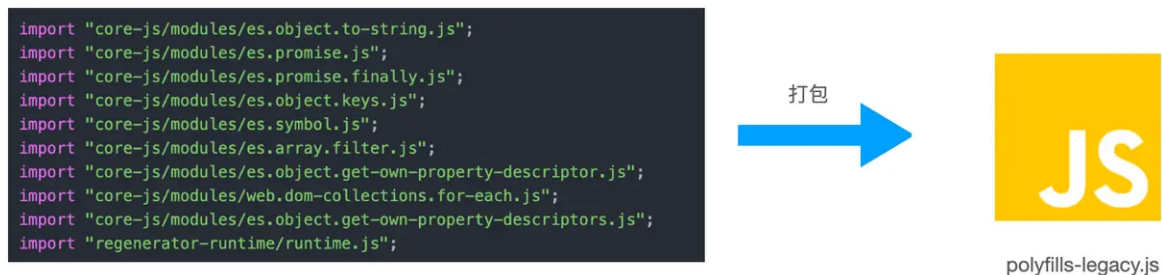 import "core-js/modules/es.object.to-string.js";
import "core-js/modules/es.promise.js";
import "core-js/modules/es.promise.finally.js";
import "core-js/modules/es.object.keys.js";
import "core-js/modules/es.symbol.js";
import "core-js/modules/es.array.filter.js";
import "core-js/modules/es.object.get-own-property-descriptor.js";
import "core-js/modules/web.dom-collections.for-each.js";
import "core-js/modules/es.object.get-own-property-descriptors.js";
import "regenerator-runtime/runtime.js";
打包
JS
polyfills-legacy.js